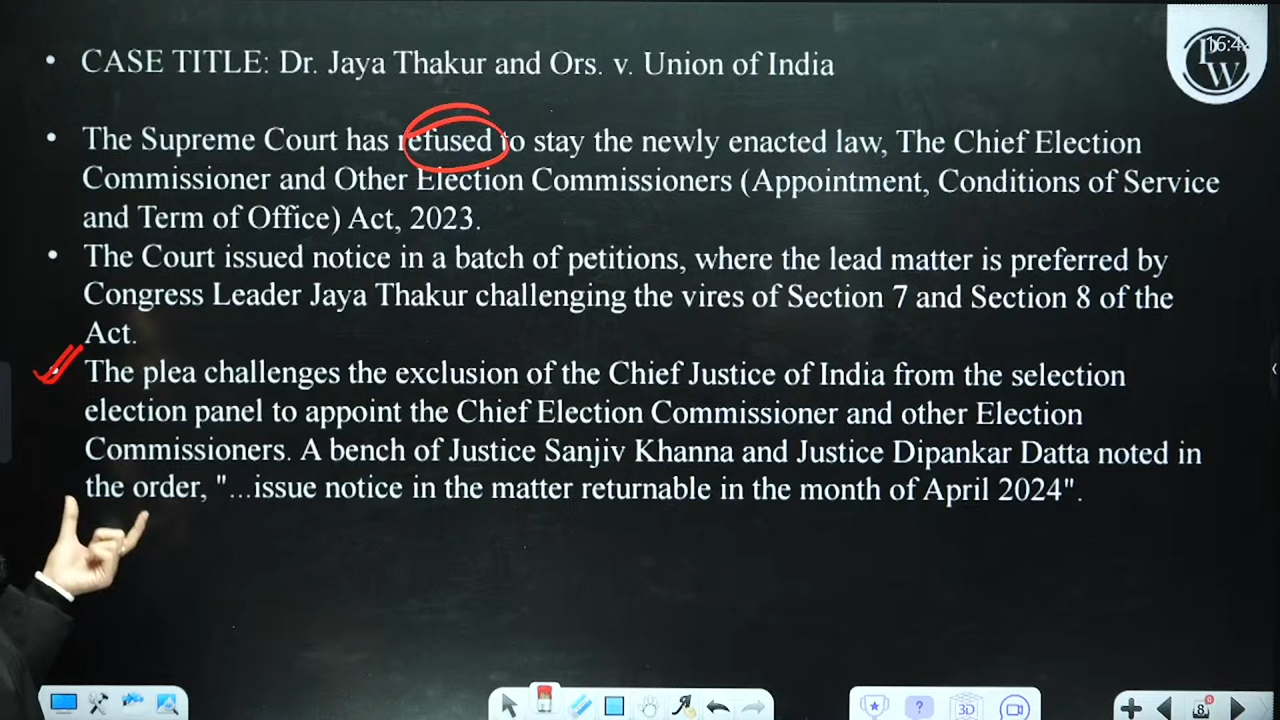 • CASE TITLE: Dr. Jaya Thakur and Ors. v. Union of India
16:42
W
• The Supreme Court has refused to stay the newly enacted law, The Chief Election
Commissioner and Other Election Commissioners (Appointment, Conditions of Service
and Term of Office) Act, 2023.
• The Court issued notice in a batch of petitions, where the lead matter is preferred by
Congress Leader Jaya Thakur challenging the vires of Section 7 and Section 8 of the
Act.
• The plea challenges the exclusion of the Chief Justice of India from the selection
election panel to appoint the Chief Election Commissioner and other Election
Commissioners. A bench of Justice Sanjiv Khanna and Justice Dipankar Datta noted in
the order, "...issue notice in the matter returnable in the month of April 2024".
? 3D
8